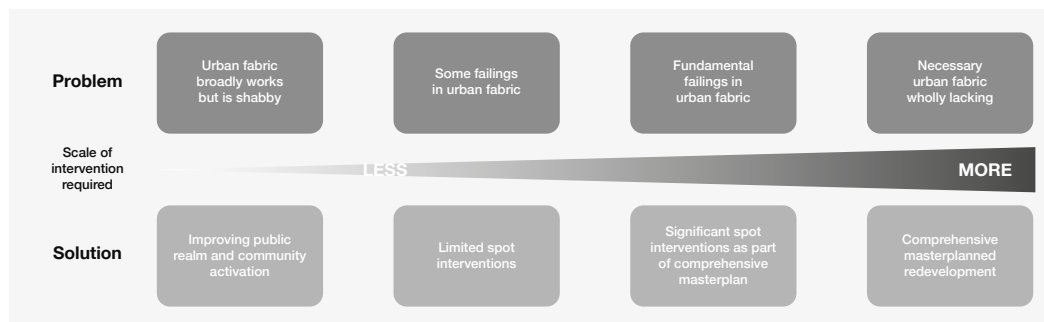 Problem
Urban fabric
broadly works
but is shabby
Some failings
in urban fabric
Fundamental
failings in
urban fabric
Necessary
urban fabric
wholly lacking
Scale of
intervention
required
LESS
MORE
Solution
Improving public
realm and community
activation
Limited spot
interventions
Significant spot
interventions as part
of comprehensive
masterplan
Comprehensive
masterplanned
redevelopment